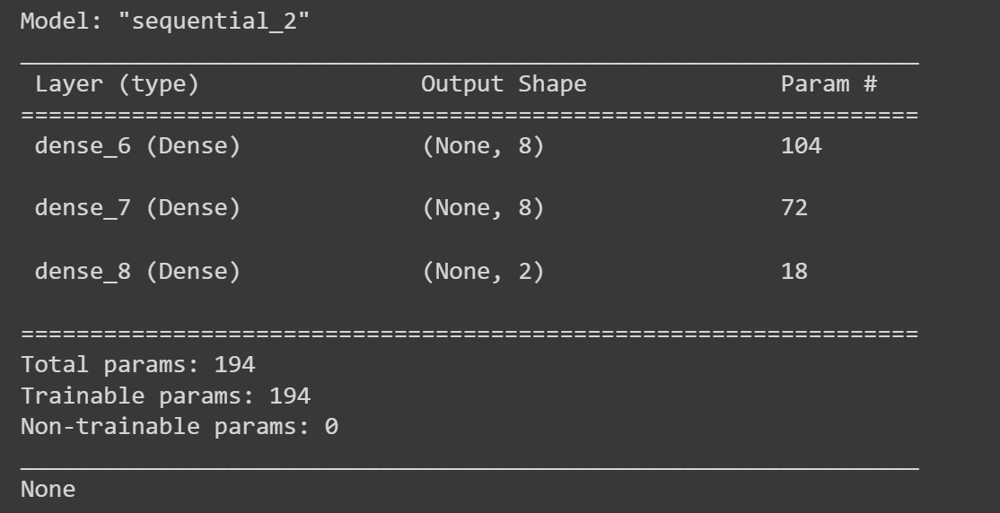 Model: "sequential_2"
_________________________________________________________________
Layer (type)                Output Shape              Param #
=================================================================
dense_6 (Dense)             (None, 8)                 104
dense_7 (Dense)             (None, 8)                 72
dense_8 (Dense)             (None, 2)                 18
=================================================================
Total params: 194
Trainable params: 194
Non-trainable params: 0
_________________________________________________________________
None